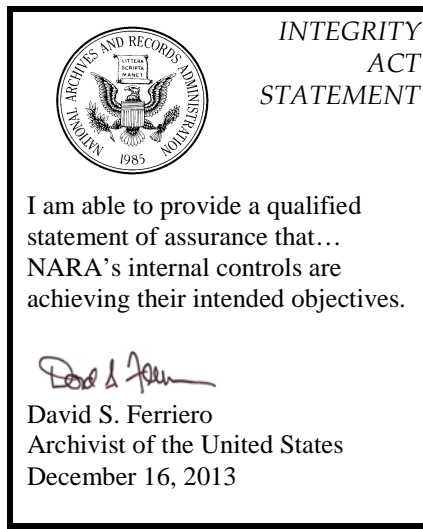 NATIONAL ARCHIVES AND RECORDS ADMINISTRATION
LITTERA
SCRIPTA
MANET
1985
INTEGRITY
ACT
STATEMENT
I am able to provide a qualified
statement of assurance that…
NARA’s internal controls are
achieving their intended objectives.
David S. Ferriero
Archivist of the United States
December 16, 2013